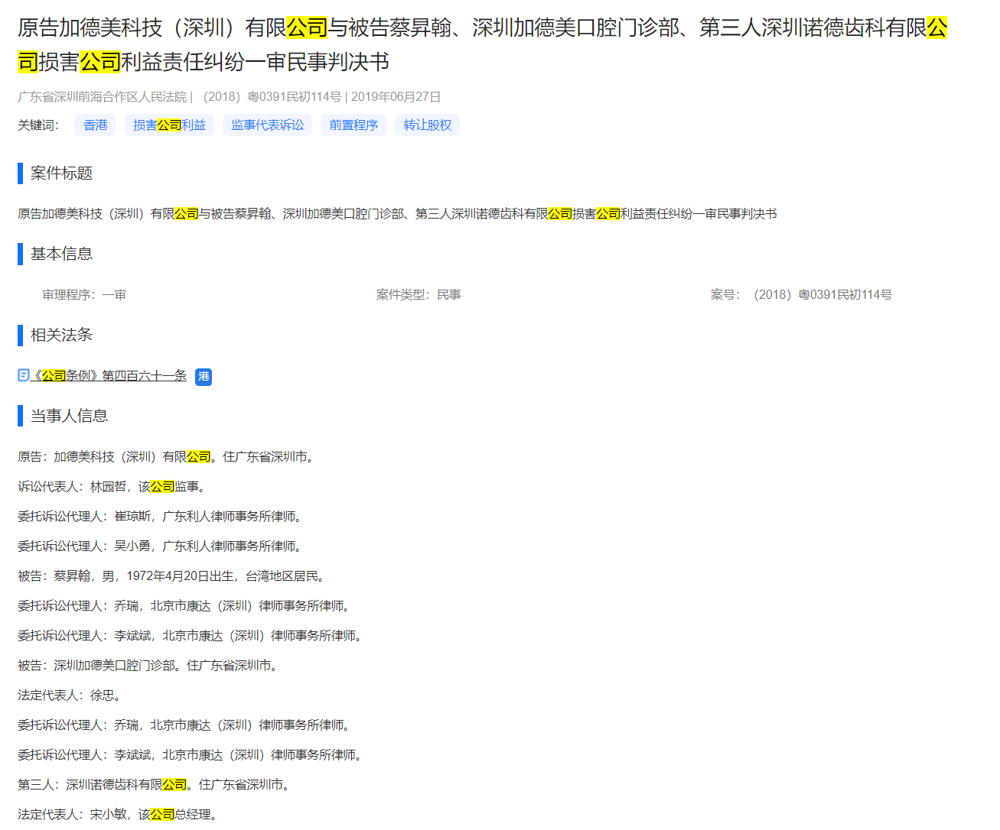 原告加德美科技（深圳）有限公司与被告蔡昇翰、深圳加德美口腔门诊部、第三人深圳诺德齿科有限公
司损害公司利益责任纠纷一审民事判决书
广东省深圳前海合作区人民法院 | （2018）粤0391民初114号 | 2019年06月27日
关键词： 香港 损害公司利益 监事代表诉讼 前置程序 转让股权
案件标题
原告加德美科技（深圳）有限公司与被告蔡昇翰、深圳加德美口腔门诊部、第三人深圳诺德齿科有限公司损害公司利益责任纠纷一审民事判决书
基本信息
审理程序：一审 案件类型：民事 案号：（2018）粤0391民初114号
相关法条
《公司条例》第四百六十一条 港
当事人信息
原告：加德美科技（深圳）有限公司。住广东省深圳市。
诉讼代表人：林园哲，该公司监事。
委托诉讼代理人：崔琼斯，广东利人律师事务所律师。
委托诉讼代理人：吴小勇，广东利人律师事务所律师。
被告：蔡昇翰，男，1972年4月20日出生，台湾地区居民。
委托诉讼代理人：乔瑞，北京市康达（深圳）律师事务所律师。
委托诉讼代理人：李斌斌，北京市康达（深圳）律师事务所律师。
被告：深圳加德美口腔门诊部。住广东省深圳市。
法定代表人：徐忠。
委托诉讼代理人：乔瑞，北京市康达（深圳）律师事务所律师。
委托诉讼代理人：李斌斌，北京市康达（深圳）律师事务所律师。
第三人：深圳诺德齿科有限公司。住广东省深圳市。
法定代表人：宋小敏，该公司总经理。